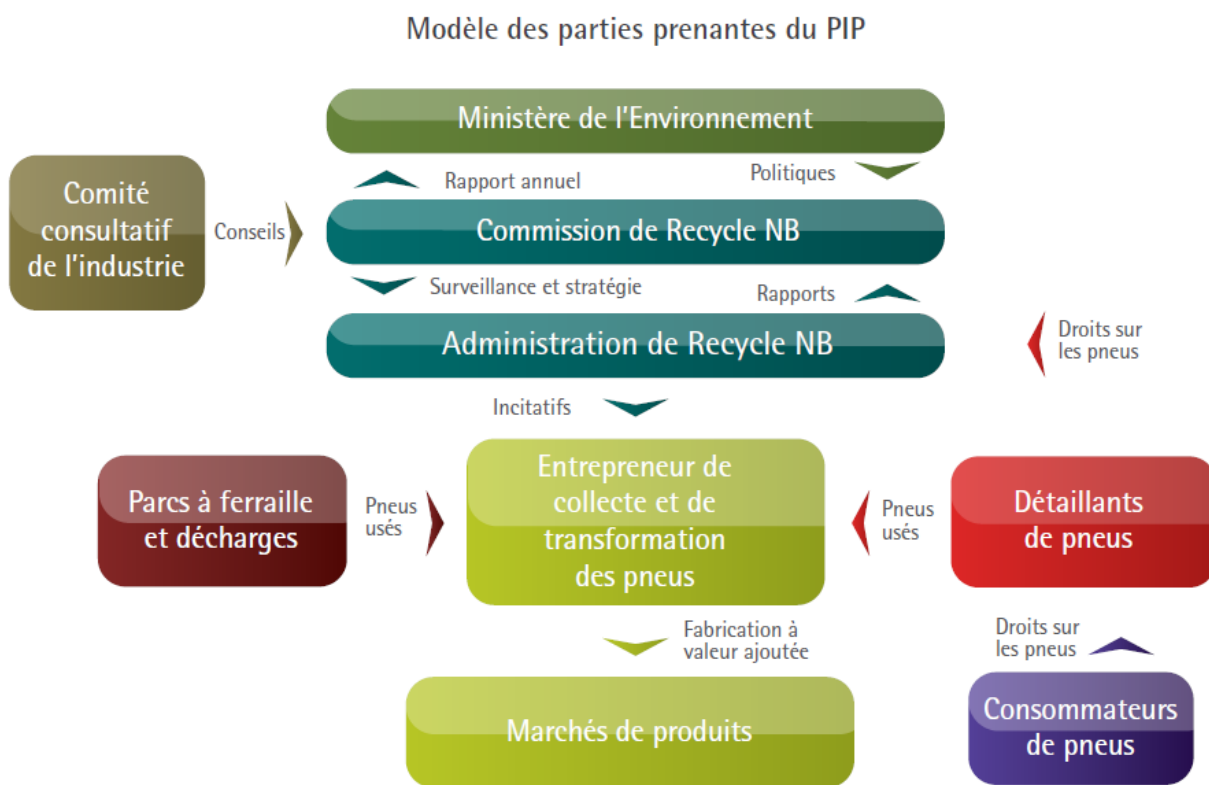 Modèle des parties prenantes du PIP
Ministère de l'Environnement
Rapport annuel
Politiques
Comité
consultatif
de l'industrie
Conseils
Commission de Recycle NB
Surveillance et stratégie
Rapports
Administration de Recycle NB
Droits sur
les pneus
Incitatifs
Parcs à ferraille
et décharges
Pneus
usés
Entrepreneur de
collecte et de
transformation
des pneus
Pneus
usés
Détaillants
de pneus
Fabrication à
valeur ajoutée
Droits sur
les pneus
Marchés de produits
Consommateurs
de pneus